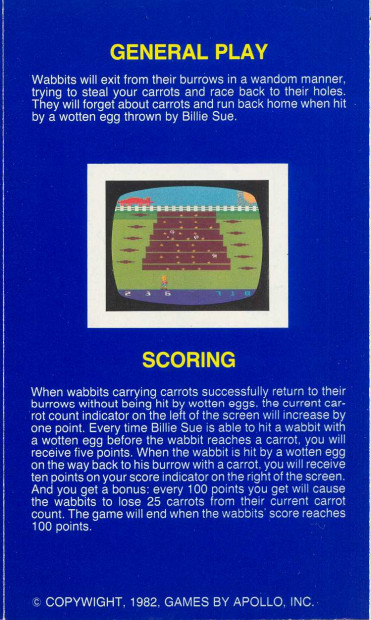 GENERAL PLAY
Wabbits will exit from their burrows in a wandom manner,
trying to steal your carrots and race back to their holes.
They will forget about carrots and run back home when hit
by a wotten egg thrown by Billie Sue.
2 3 6
SCORING
When wabbits carrying carrots successfully return to their
burrows without being hit by wotten eggs, the current car-
rot count indicator on the left of the screen will increase by
one point. Every time Billie Sue is able to hit a wabbit with
a wotten egg before the wabbit reaches a carrot, you will
receive five points. When the wabbit is hit by a wotten egg
on the way back to his burrow with a carrot, you will receive
ten points on your score indicator on the right of the screen.
And you get a bonus: every 100 points you get will cause
the wabbits to lose 25 carrots from their current carrot
count. The game will end when the wabbits' score reaches
100 points.
© COPYWIGHT, 1982, GAMES BY APOLLO, INC.